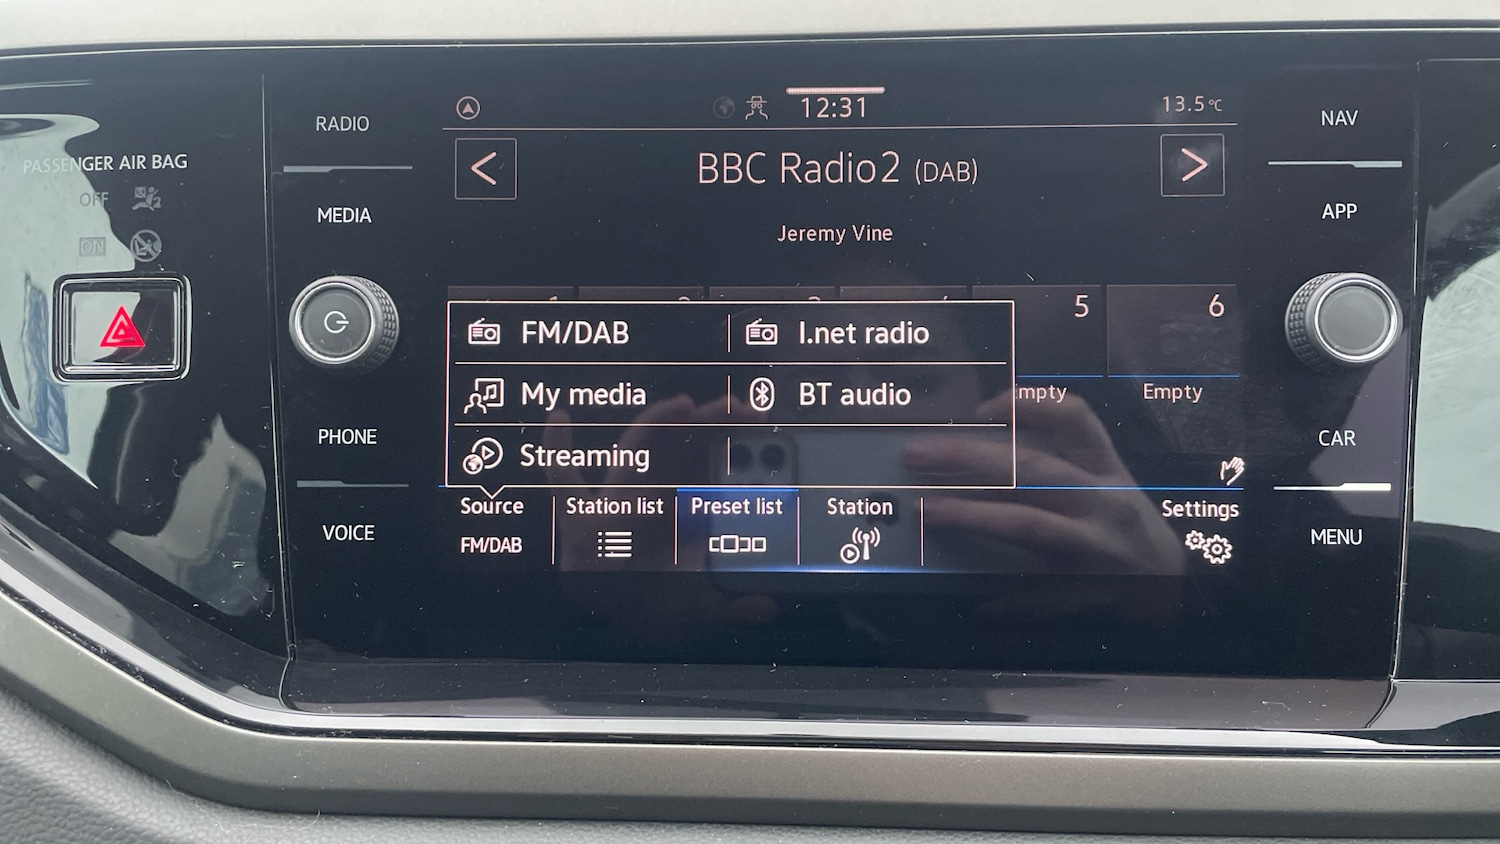 RADIO
12:31
13.5°C
NAV
PASSENGER AIR BAG
OFF
ON
MEDIA
BBC Radio2 (DAB)
APP
Jeremy Vine
5
6
FM/DAB
I.net radio
My media
BT audio
Empty
PHONE
CAR
Streaming
Source
Station list
Preset list
Station
Settings
VOICE
FM/DAB
MENU